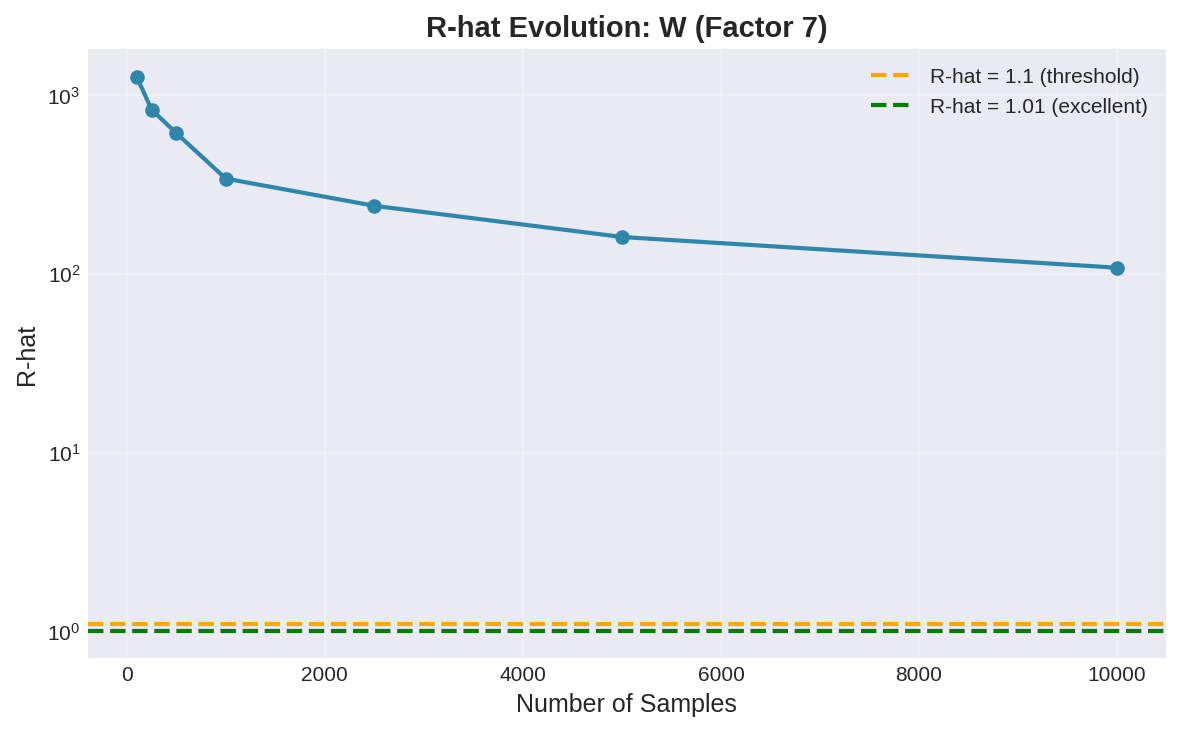 R-hat Evolution: W (Factor 7)
R-hat = 1.1 (threshold)
R-hat = 1.01 (excellent)
10³
10²
10¹
10⁰
R-hat
0 2000 4000 6000 8000 10000
Number of Samples